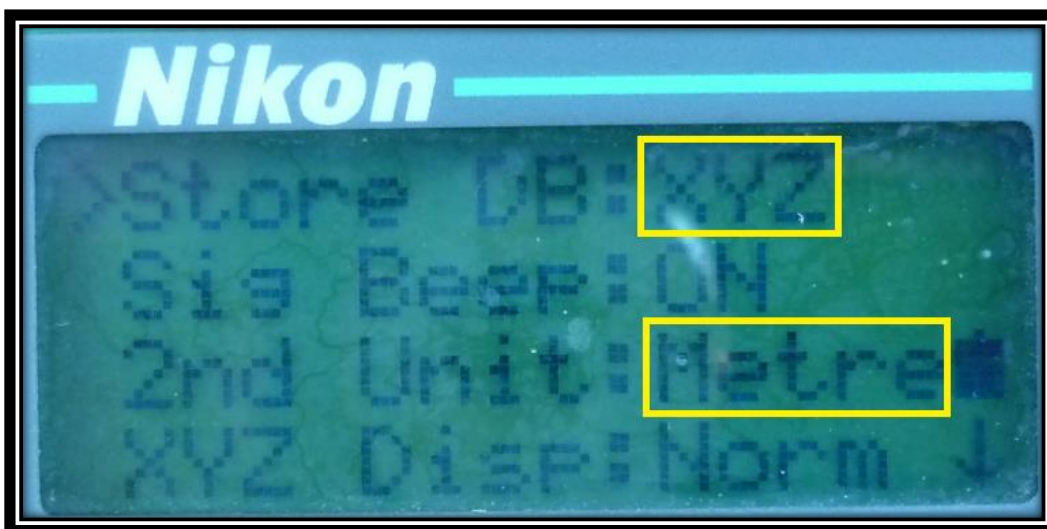 Nikon
>Store DB:XYZ
Sig Beep:ON
2nd Unit:Metre
XYZ Disp:Norm ↓